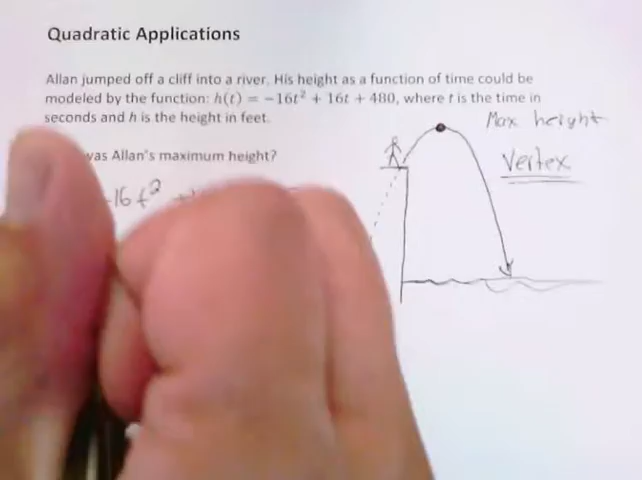 Quadratic Applications
Allan jumped off a cliff into a river. His height as a function of time could be
modeled by the function: h(t) = −16t² + 16t + 480, where t is the time in
seconds and h is the height in feet.
Max height
was Allan's maximum height?
Vertex
-16t²